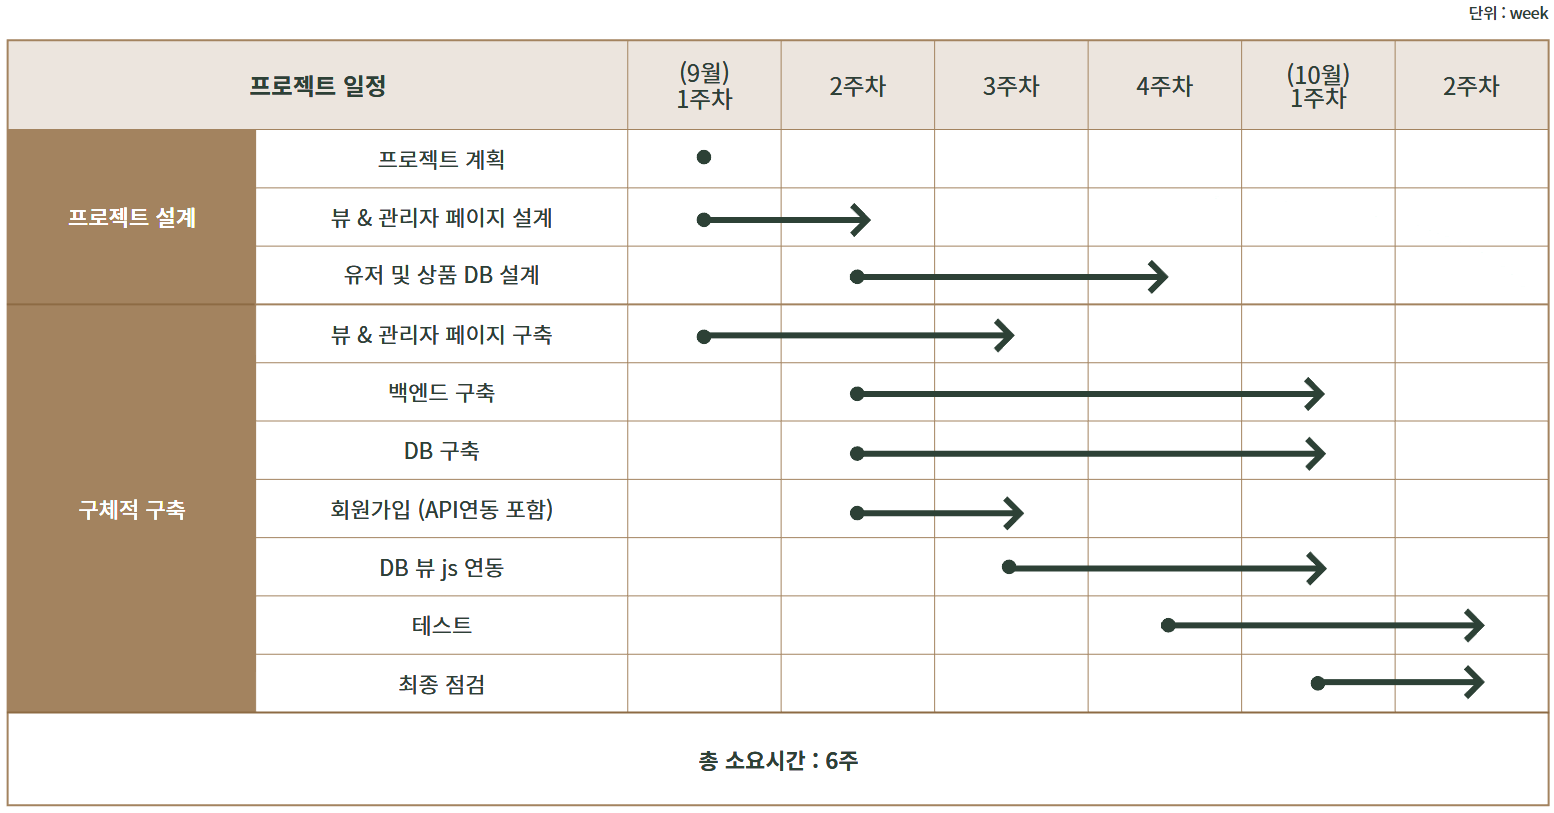 단위 : week
프로젝트 일정
(9월)
1주차
2주차
3주차
4주차
(10월)
1주차
2주차
프로젝트 설계
프로젝트 계획
뷰 & 관리자 페이지 설계
유저 및 상품 DB 설계
구체적 구축
뷰 & 관리자 페이지 구축
백엔드 구축
DB 구축
회원가입 (API연동 포함)
DB 뷰 js 연동
테스트
최종 점검
총 소요시간 : 6주